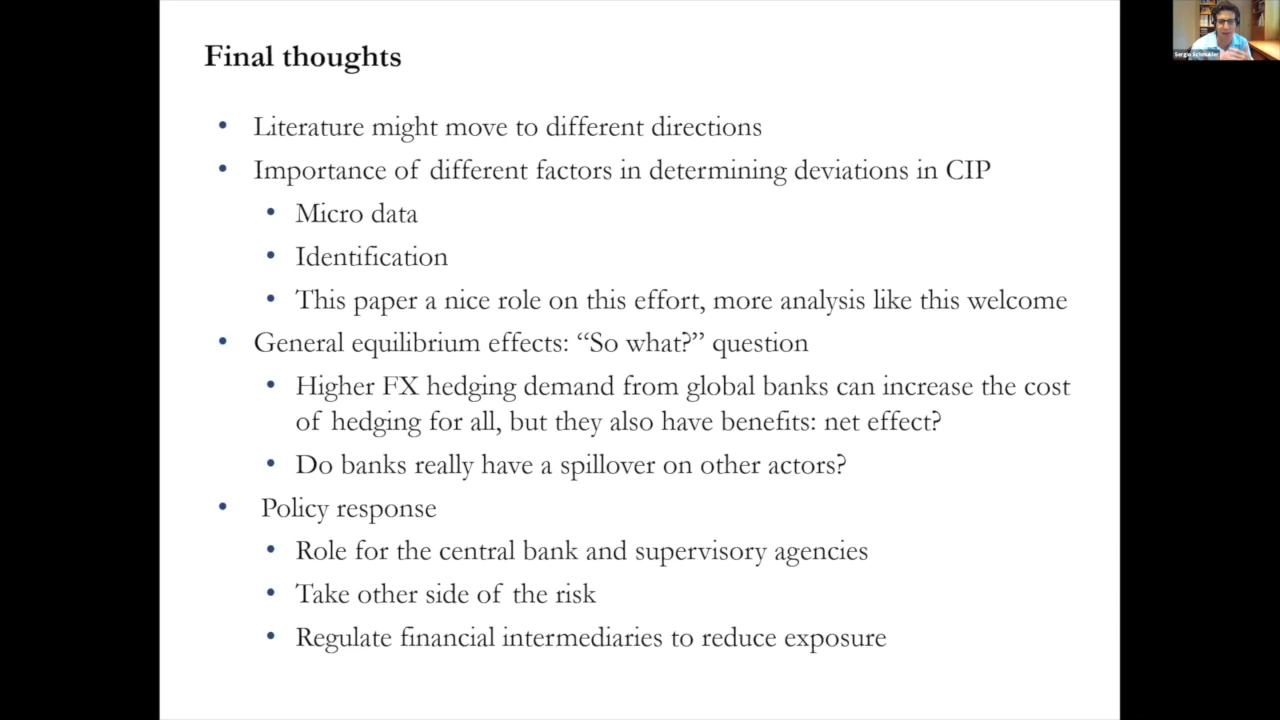 Final thoughts
• Literature might move to different directions
• Importance of different factors in determining deviations in CIP
• Micro data
• Identification
• This paper a nice role on this effort, more analysis like this welcome
• General equilibrium effects: “So what?” question
• Higher FX hedging demand from global banks can increase the cost
of hedging for all, but they also have benefits: net effect?
• Do banks really have a spillover on other actors?
• Policy response
• Role for the central bank and supervisory agencies
• Take other side of the risk
• Regulate financial intermediaries to reduce exposure
Sergio Schmukler